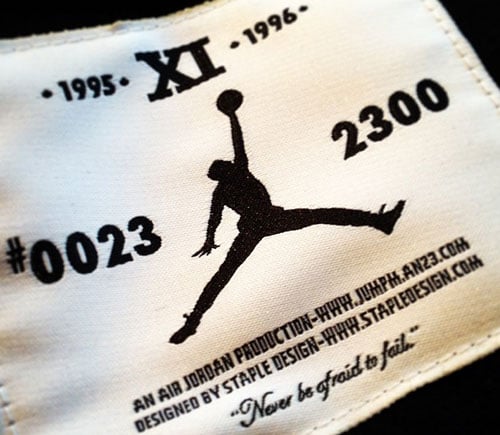 • 1995 • XI • 1996 •
#0023 2300
AN AIR JORDAN PRODUCTION-WWW.JUMPM.AN23.COM
DESIGNED BY STAPLE DESIGN-WWW.STAPLEDESIGN.COM
"Never be afraid to fail."